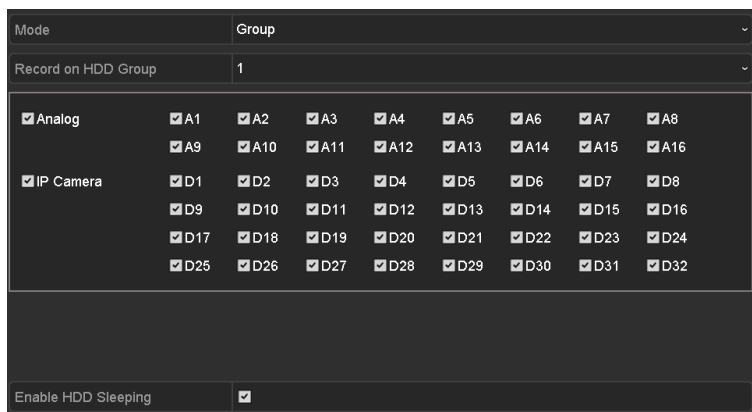 Mode Group
Record on HDD Group 1
Analog A1 A2 A3 A4 A5 A6 A7 A8
A9 A10 A11 A12 A13 A14 A15 A16
IP Camera D1 D2 D3 D4 D5 D6 D7 D8
D9 D10 D11 D12 D13 D14 D15 D16
D17 D18 D19 D20 D21 D22 D23 D24
D25 D26 D27 D28 D29 D30 D31 D32
Enable HDD Sleeping